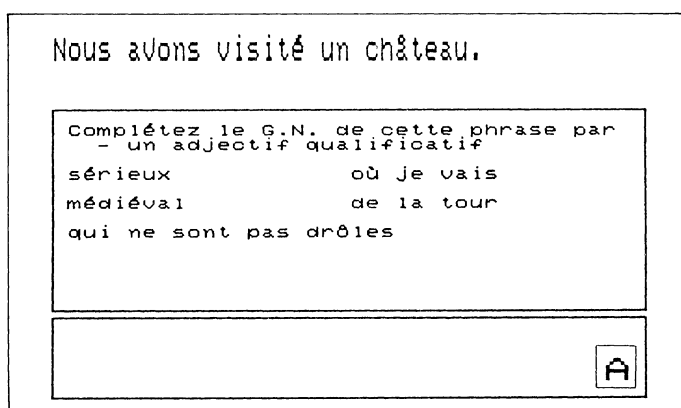 Nous avons visité un château.
Complétez le G.N. de cette phrase par
- un adjectif qualificatif
sérieux où je vais
médiéval de la tour
qui ne sont pas drôles
A